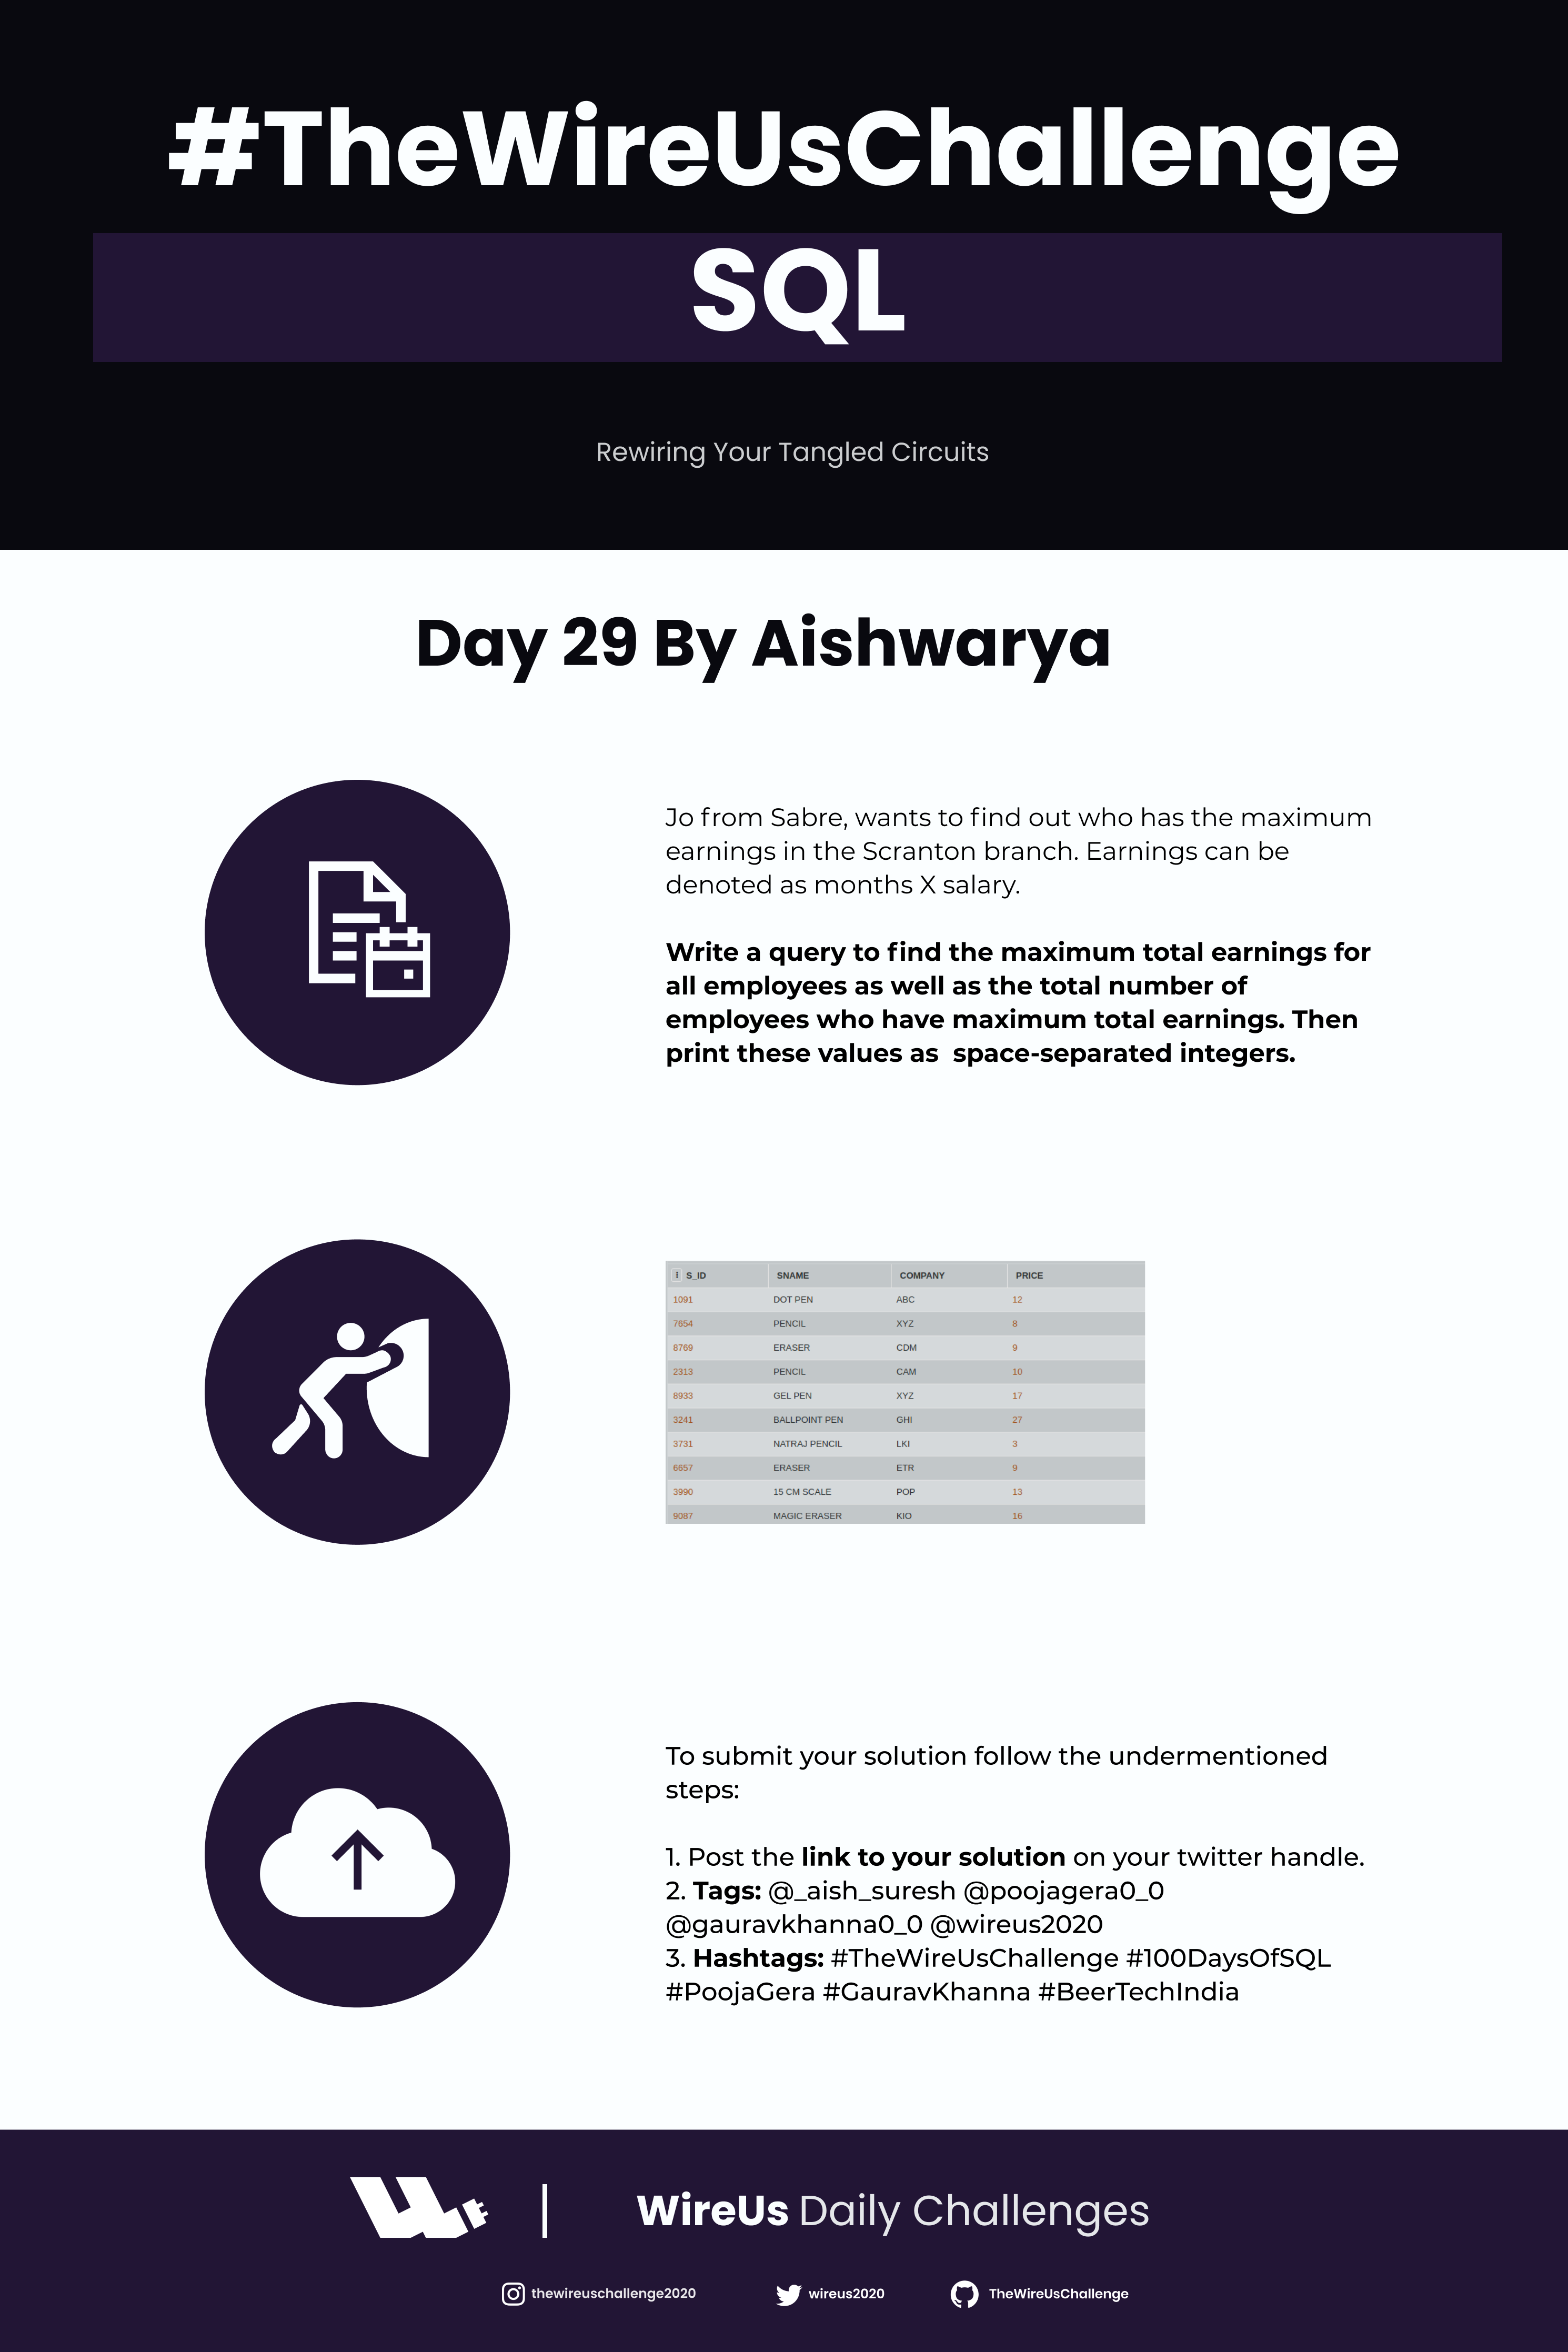 #TheWireUsChallenge
SQL
Rewiring Your Tangled Circuits
Day 29 By Aishwarya
Jo from Sabre, wants to find out who has the maximum
earnings in the Scranton branch. Earnings can be
denoted as months X salary.
Write a query to find the maximum total earnings for
all employees as well as the total number of
employees who have maximum total earnings. Then
print these values as  space-separated integers.
S_ID SNAME COMPANY PRICE
1091 DOT PEN ABC 12
7654 PENCIL XYZ 8
8769 ERASER CDM 9
2313 PENCIL CAM 10
8933 GEL PEN XYZ 17
3241 BALLPOINT PEN GHI 27
3731 NATRAJ PENCIL LKI 3
6657 ERASER ETR 9
3990 15 CM SCALE POP 13
9087 MAGIC ERASER KIO 16
To submit your solution follow the undermentioned
steps:
1. Post the link to your solution on your twitter handle.
2. Tags: @_aish_suresh @poojagera0_0
@gauravkhanna0_0 @wireus2020
3. Hashtags: #TheWireUsChallenge #100DaysOfSQL
#PoojaGera #GauravKhanna #BeerTechIndia
WireUs Daily Challenges
thewireuschallenge2020 wireus2020 TheWireUsChallenge